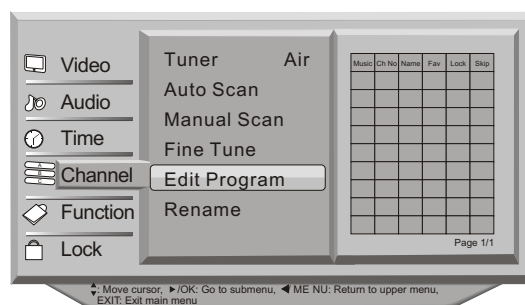 Video
Audio
Time
Channel
Function
Lock
Tuner Air
Auto Scan
Manual Scan
Fine Tune
Edit Program
Rename
Music Ch No Name Fav Lock Skip
Page 1/1
: Move cursor, ►/OK: Go to submenu, ◄ ME NU: Return to upper menu,
EXIT: Exit main menu